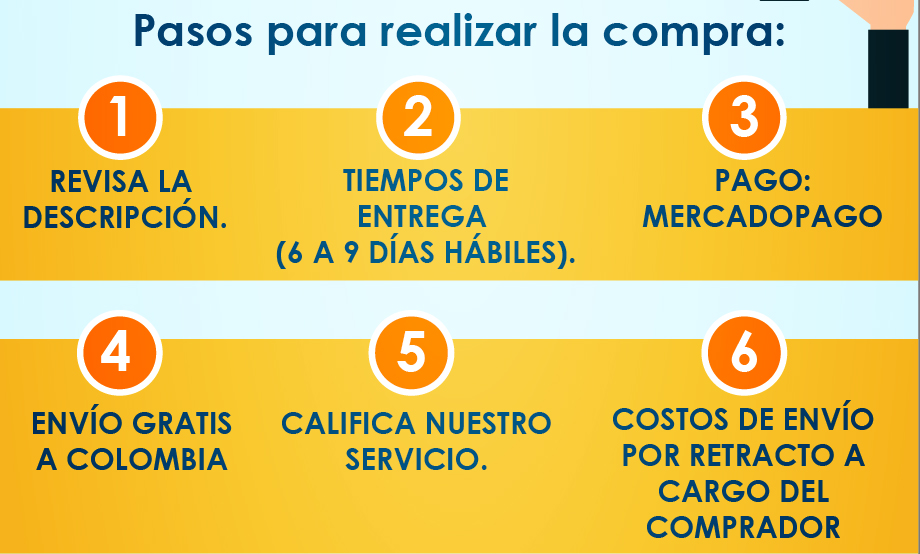 Pasos para realizar la compra:
1
REVISA LA
DESCRIPCIÓN.
2
TIEMPOS DE
ENTREGA
(6 A 9 DÍAS HÁBILES).
3
PAGO:
MERCADOPAGO
4
ENVÍO GRATIS
A COLOMBIA
5
CALIFICA NUESTRO
SERVICIO.
6
COSTOS DE ENVÍO
POR RETRACTO A
CARGO DEL
COMPRADOR